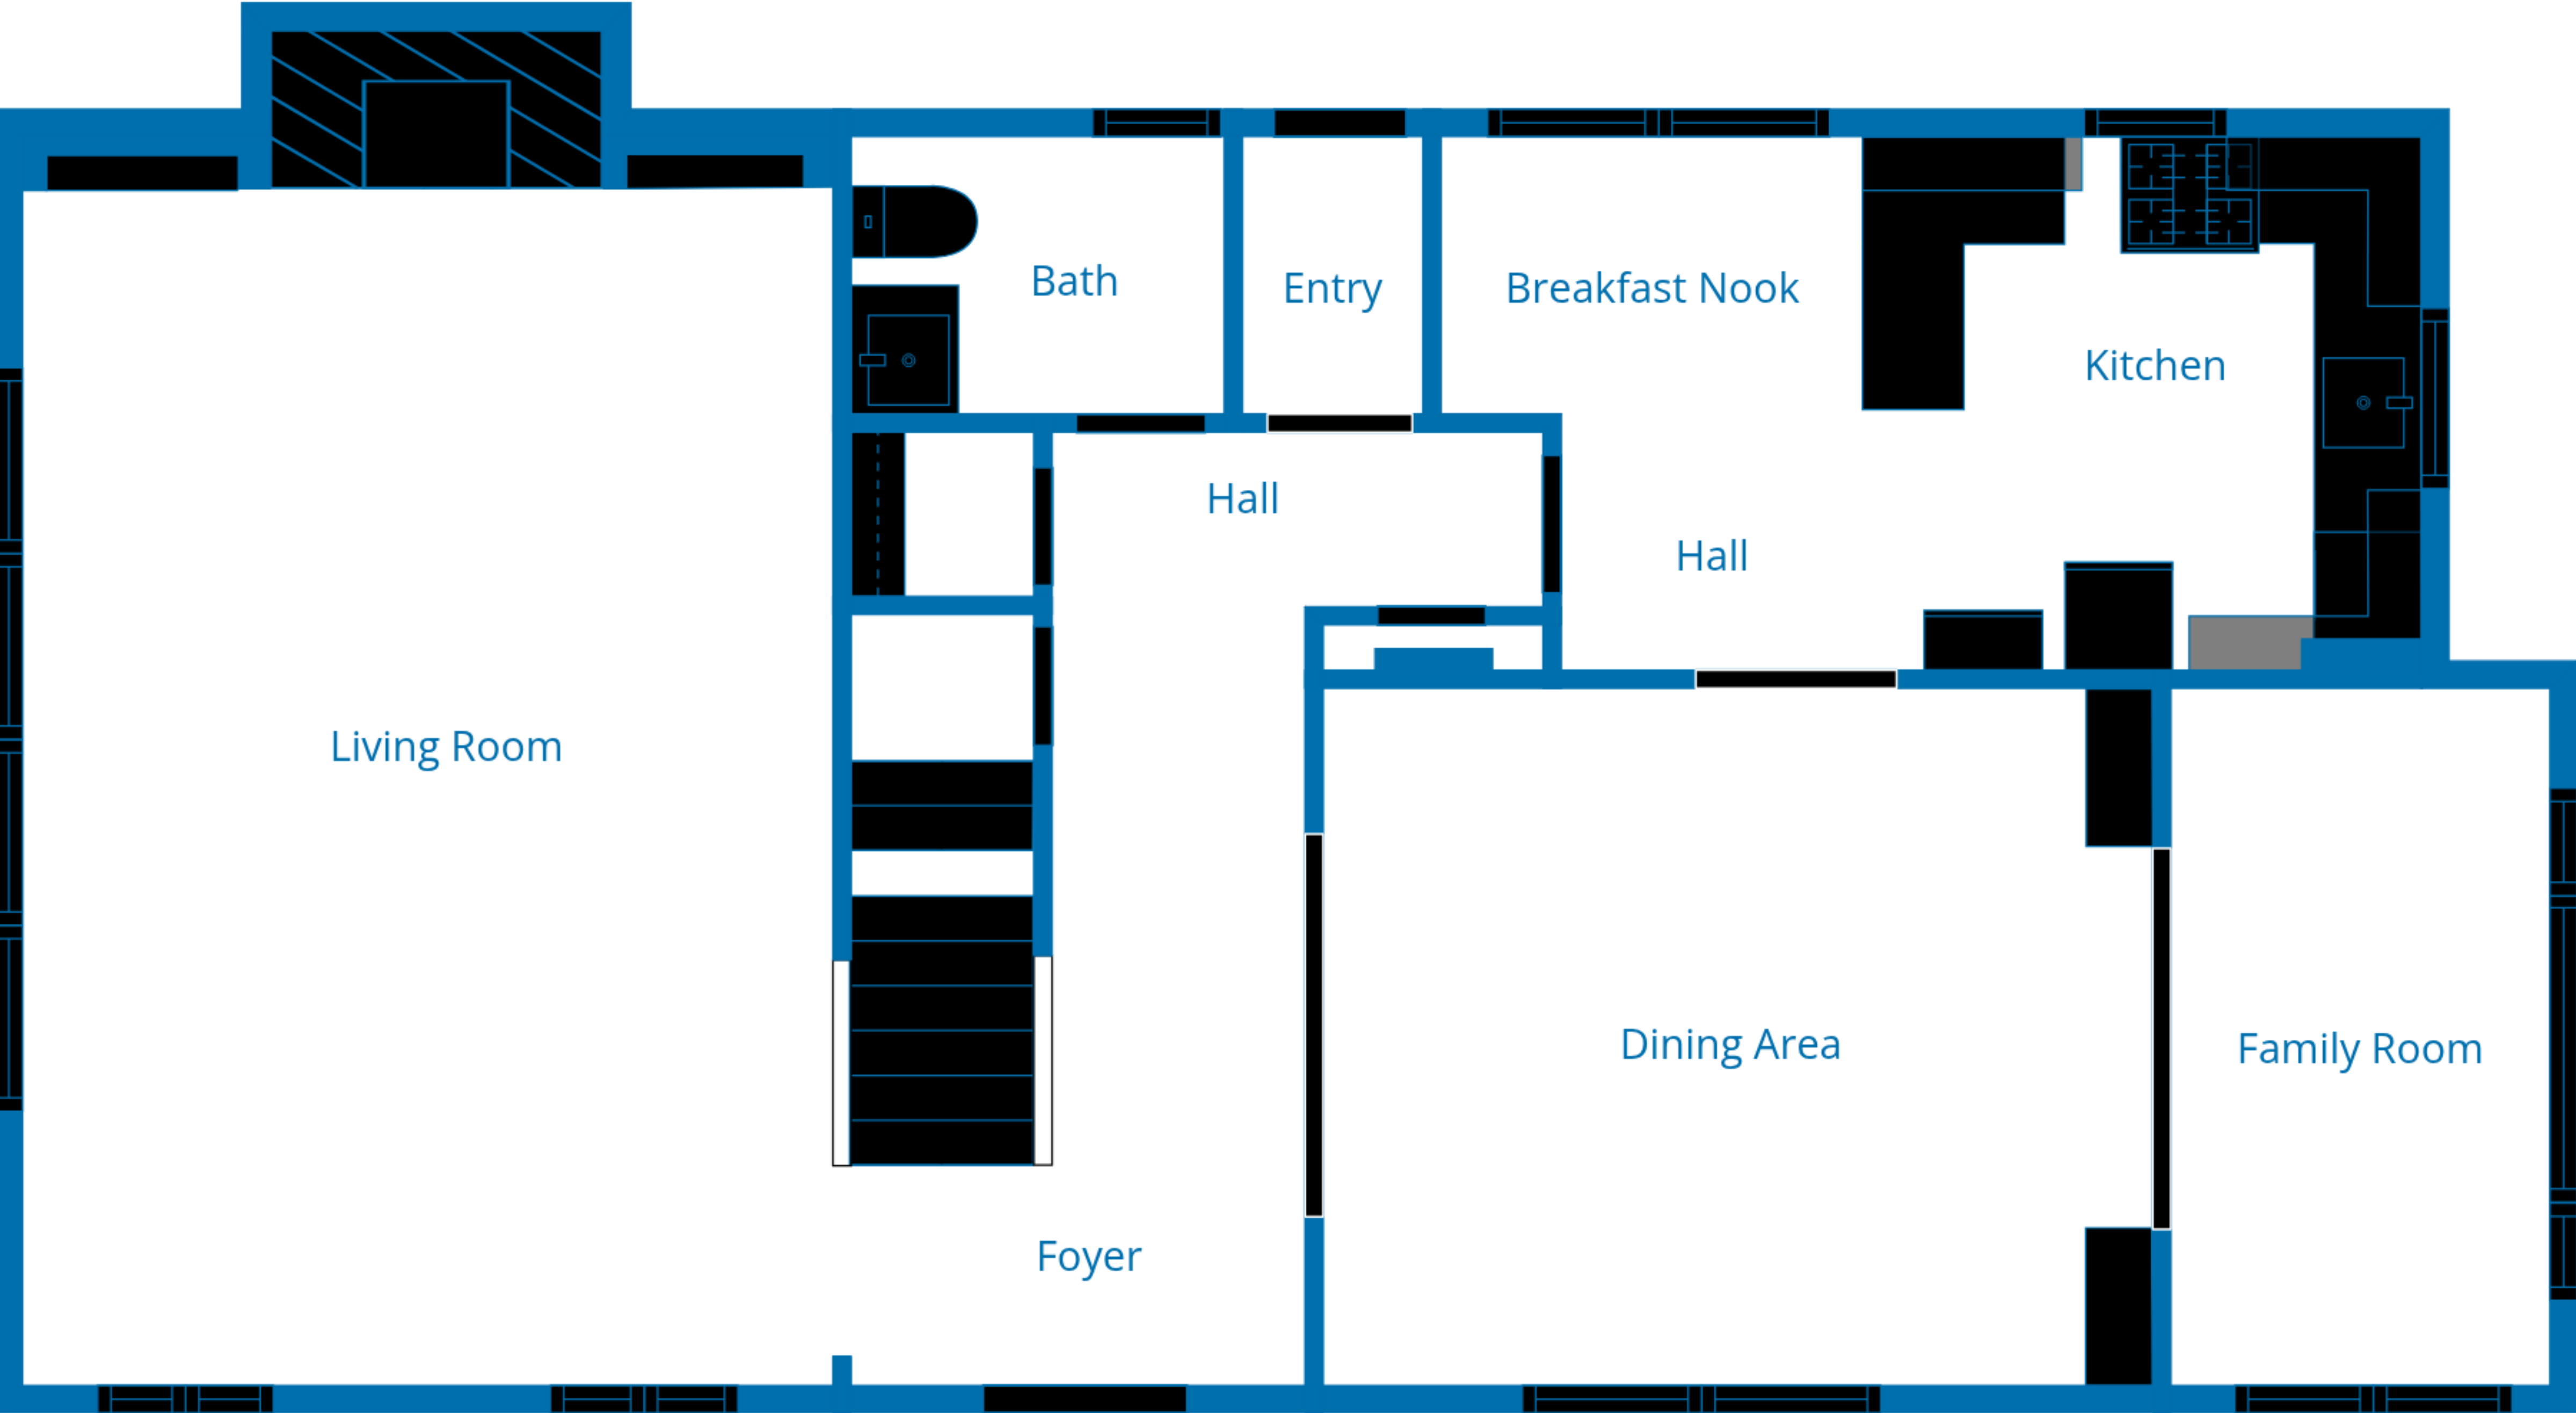 Bath
Entry
Breakfast Nook
Kitchen
Hall
Hall
Living Room
Dining Area
Family Room
Foyer